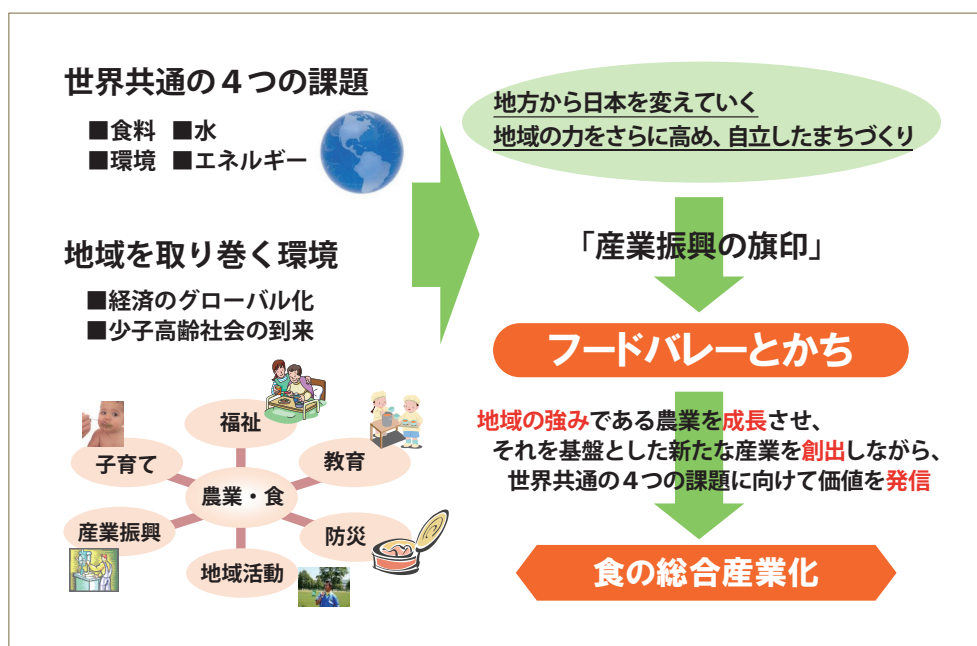 世界共通の４つの課題
■食料 ■水
■環境 ■エネルギー
地域を取り巻く環境
■経済のグローバル化
■少子高齢社会の到来
福祉
子育て
教育
農業・食
産業振興
防災
地域活動
地方から日本を変えていく
地域の力をさらに高め、自立したまちづくり
「産業振興の旗印」
フードバレーとかち
地域の強みである農業を成長させ、
それを基盤とした新たな産業を創出しながら、
世界共通の４つの課題に向けて価値を発信
食の総合産業化